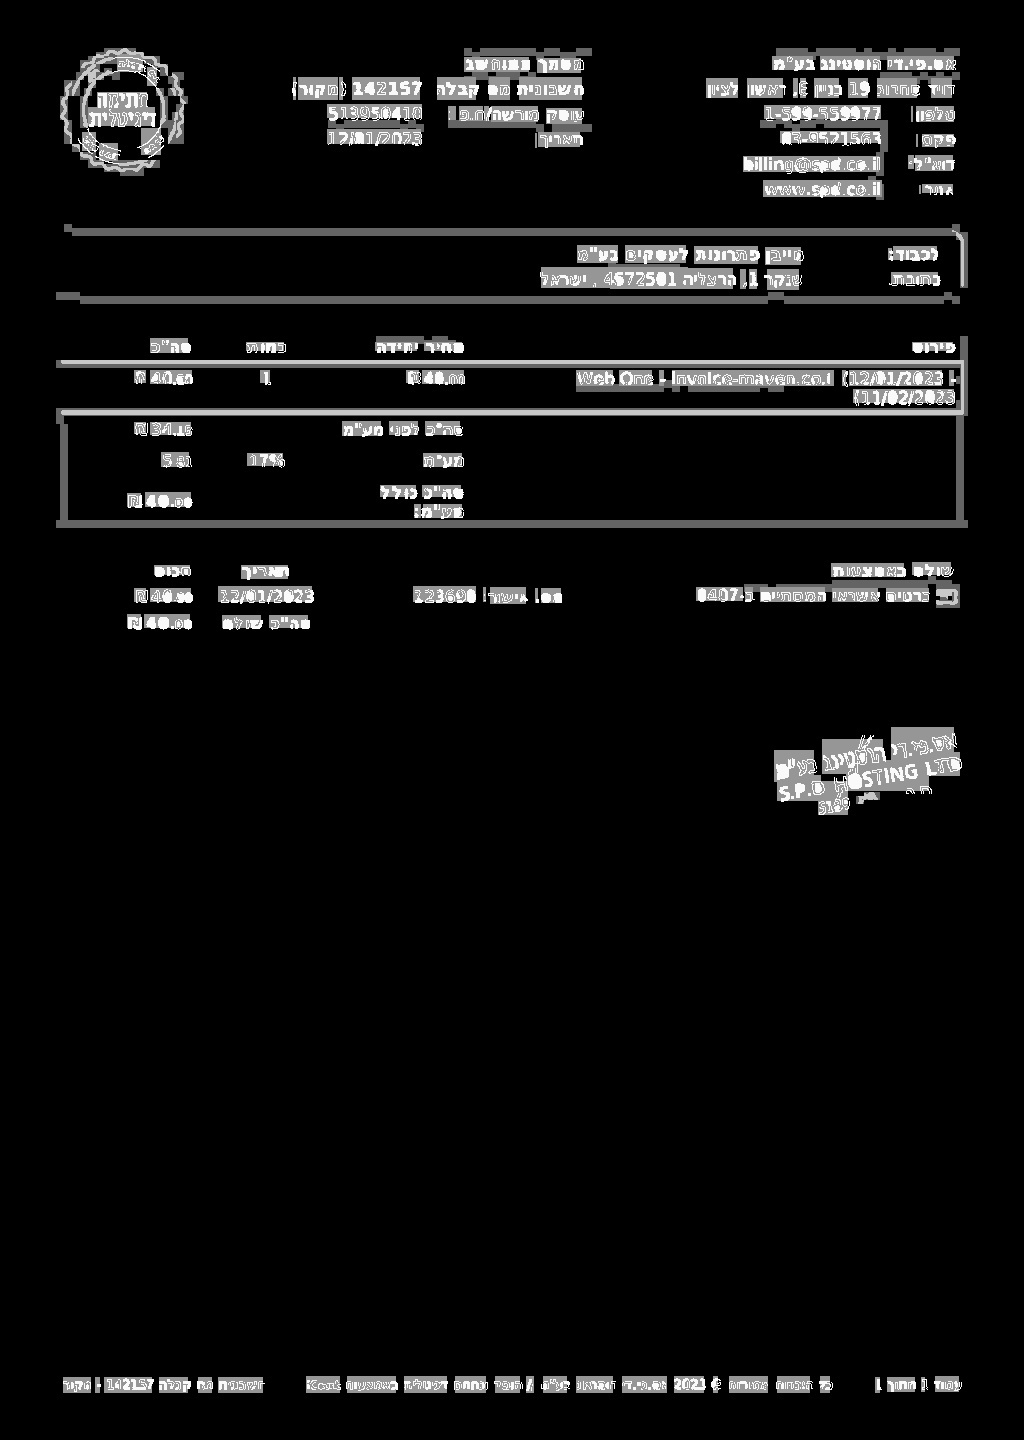 אס.פי.די הוסטינג בע"מ
דויד סחרוב 19 בניין E, ראשון לציון
טלפון: 1-599-559977
פקס: 03-9521563
דוא"ל: billing@spd.co.il
אתר: www.spd.co.il
מסמך ממוחשב
חשבונית מס קבלה 142157 (מקור)
עוסק מורשה/ח.פ.: 513950410
תאריך: 12/01/2023
חתימה
דיגיטלית
לכבוד: מייבן פתרונות לעסקים בע"מ
כתובת: שנקר 1, הרצליה 4672501, ישראל
פירוט מחיר יחידה כמות סה"כ
Web One - invoice-maven.co.i (12/01/2023 - ₪ 40.00 1 ₪ 40.00
11/02/2023)
סה"כ לפני מע"מ ₪ 34.19
מע"מ 17% 5.81
סה"כ כולל ₪ 40.00
מע"מ:
שולם באמצעות תאריך סכום
כרטיס אשראי המסתיים ב-0407 מס' אישור: 123690 12/01/2023 ₪ 40.00
סה"כ שולם ₪ 40.00
אס.פי.די הוסטינג בע"מ
S.P.D HOSTING LTD
עמוד 1 מתוך 1 כל הזכויות שמורות © 2021 אס.פי.די הוסטינג בע"מ / הופק ונחתם דיגיטלית באמצעות iCount חשבונית מס קבלה 142157 - מקור